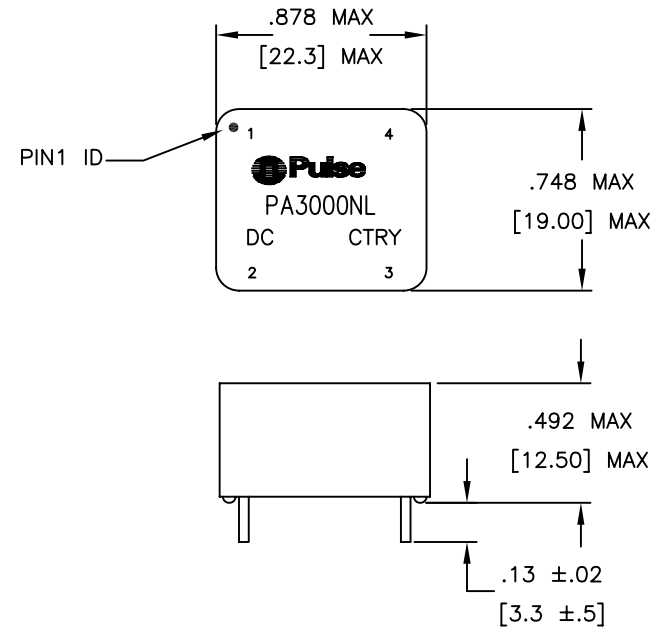 .878 MAX
[22.3] MAX
1 4
PIN1 ID
Pulse
.748 MAX
PA3000NL
[19.00] MAX
DC CTRY
2 3
.492 MAX
[12.50] MAX
.13 ±.02
[3.3 ±.5]